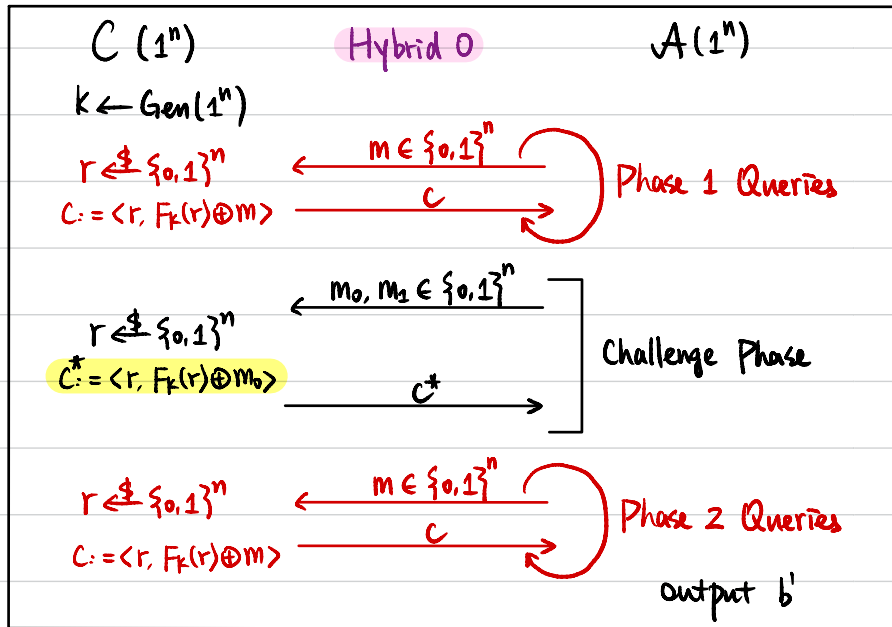 C (1ⁿ) Hybrid 0 A(1ⁿ)
k ← Gen(1ⁿ)
m ∈ {0,1}ⁿ
r ←$ {0,1}ⁿ
Phase 1 Queries
C := <r, Fₖ(r)⊕m>
C
m₀, m₁ ∈ {0,1}ⁿ
r ←$ {0,1}ⁿ
Challenge Phase
C* := <r, Fₖ(r)⊕m₀>
C*
m ∈ {0,1}ⁿ
r ←$ {0,1}ⁿ
Phase 2 Queries
C := <r, Fₖ(r)⊕m>
C
output b'